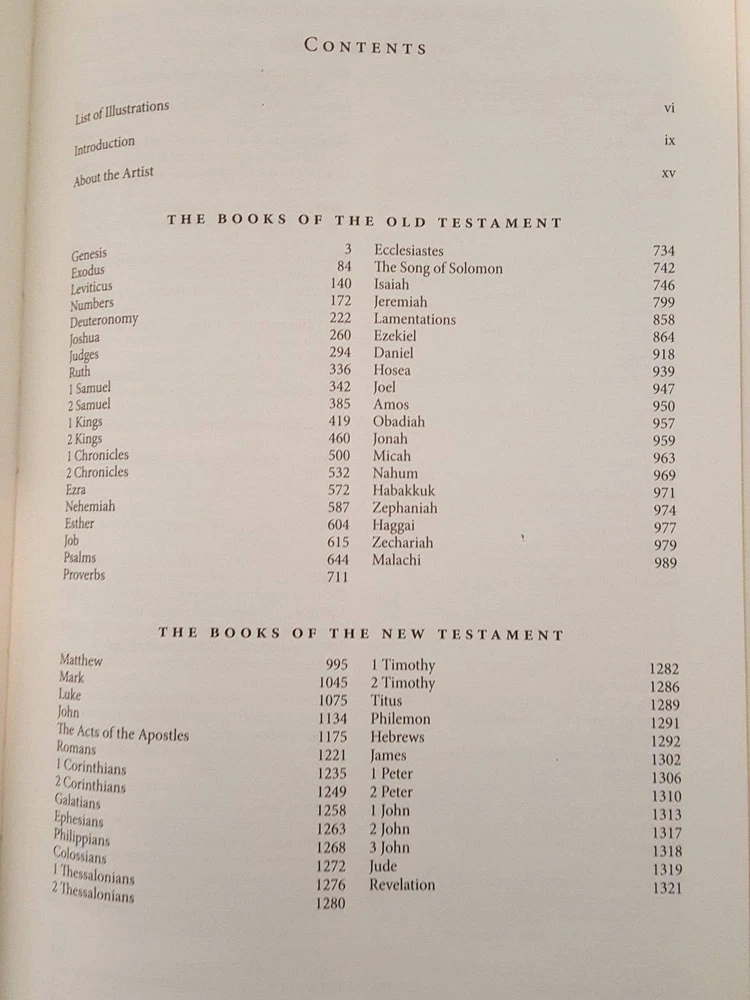 CONTENTS
List of Illustrations vi
Introduction ix
About the Artist xv
THE BOOKS OF THE OLD TESTAMENT
Genesis 3
Exodus 84
Leviticus 140
Numbers 172
Deuteronomy 222
Joshua 260
Judges 294
Ruth 336
1 Samuel 342
2 Samuel 385
1 Kings 419
2 Kings 460
1 Chronicles 500
2 Chronicles 532
Ezra 572
Nehemiah 587
Esther 604
Job 615
Psalms 644
Proverbs 711
Ecclesiastes 734
The Song of Solomon 742
Isaiah 746
Jeremiah 799
Lamentations 858
Ezekiel 864
Daniel 918
Hosea 939
Joel 947
Amos 950
Obadiah 957
Jonah 959
Micah 963
Nahum 969
Habakkuk 971
Zephaniah 974
Haggai 977
Zechariah 979
Malachi 989
THE BOOKS OF THE NEW TESTAMENT
Matthew 995
Mark 1045
Luke 1075
John 1134
The Acts of the Apostles 1175
Romans 1221
1 Corinthians 1235
2 Corinthians 1249
Galatians 1258
Ephesians 1263
Philippians 1268
Colossians 1272
1 Thessalonians 1276
2 Thessalonians 1280
1 Timothy 1282
2 Timothy 1286
Titus 1289
Philemon 1291
Hebrews 1292
James 1302
1 Peter 1306
2 Peter 1310
1 John 1313
2 John 1317
3 John 1318
Jude 1319
Revelation 1321